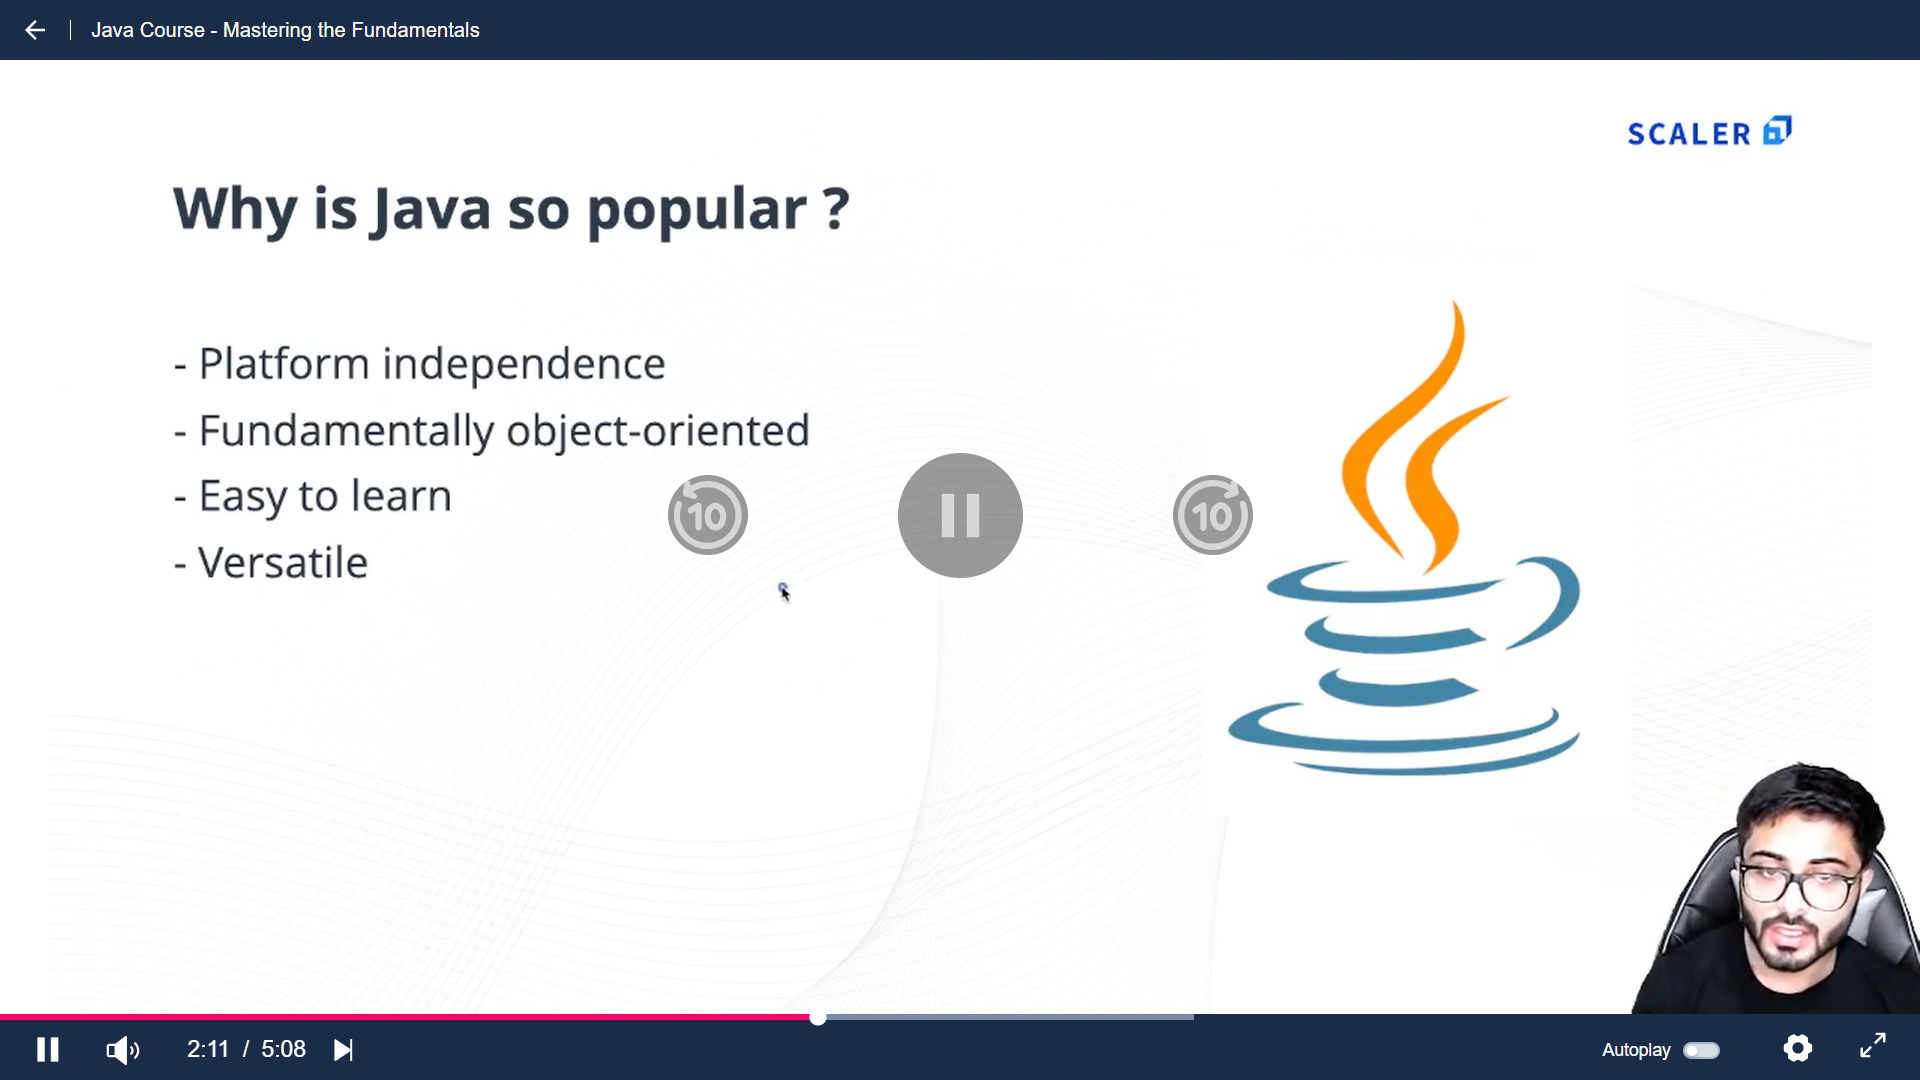 Java Course - Mastering the Fundamentals
SCALER
Why is Java so popular ?
- Platform independence
- Fundamentally object-oriented
- Easy to learn
- Versatile
10
10
2:11 / 5:08
Autoplay